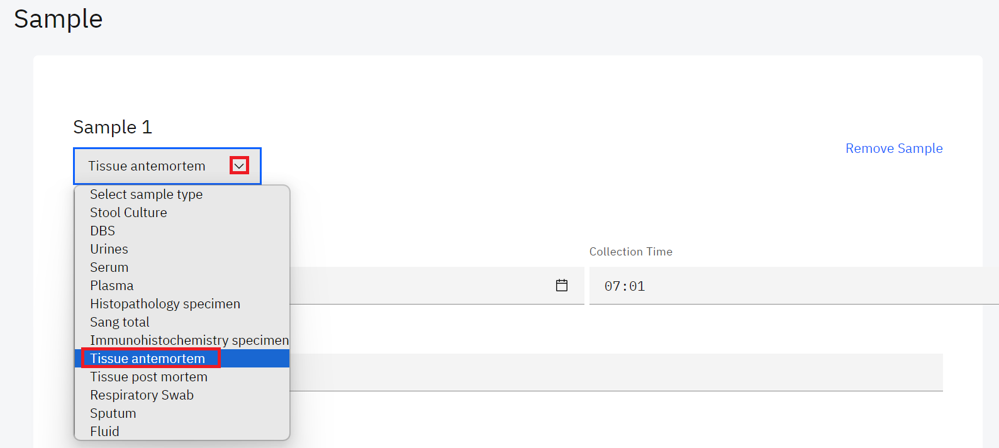 Sample
Sample 1
Remove Sample
Tissue antemortem
Select sample type
Stool Culture
DBS
Urines
Serum
Plasma
Histopathology specimen
Sang total
Immunohistochemistry specimen
Tissue antemortem
Tissue post mortem
Respiratory Swab
Sputum
Fluid
Collection Time
07:01